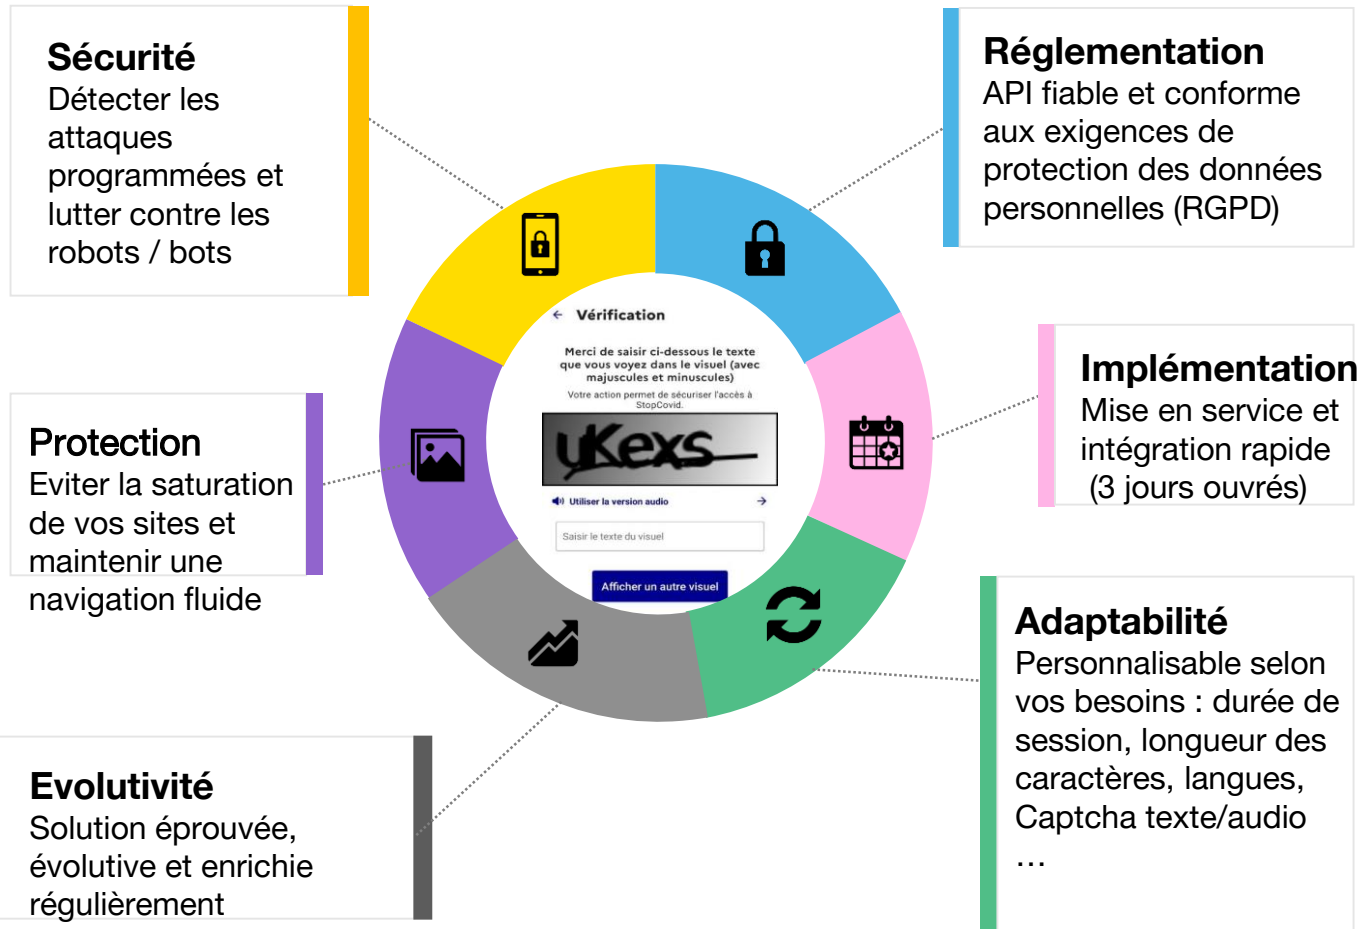 Sécurité
Détecter les
attaques
programmées et
lutter contre les
robots / bots
Réglementation
API fiable et conforme
aux exigences de
protection des données
personnelles (RGPD)
Protection
Eviter la saturation
de vos sites et
maintenir une
navigation fluide
← Vérification
Merci de saisir ci-dessous le texte
que vous voyez dans le visuel (avec
majuscules et minuscules)
Votre action permet de sécuriser l'accès à
StopCovid.
uKexs
Utiliser la version audio →
Saisir le texte du visuel
Afficher un autre visuel
Implémentation
Mise en service et
intégration rapide
(3 jours ouvrés)
Evolutivité
Solution éprouvée,
évolutive et enrichie
régulièrement
Adaptabilité
Personnalisable selon
vos besoins : durée de
session, longueur des
caractères, langues,
Captcha texte/audio
…